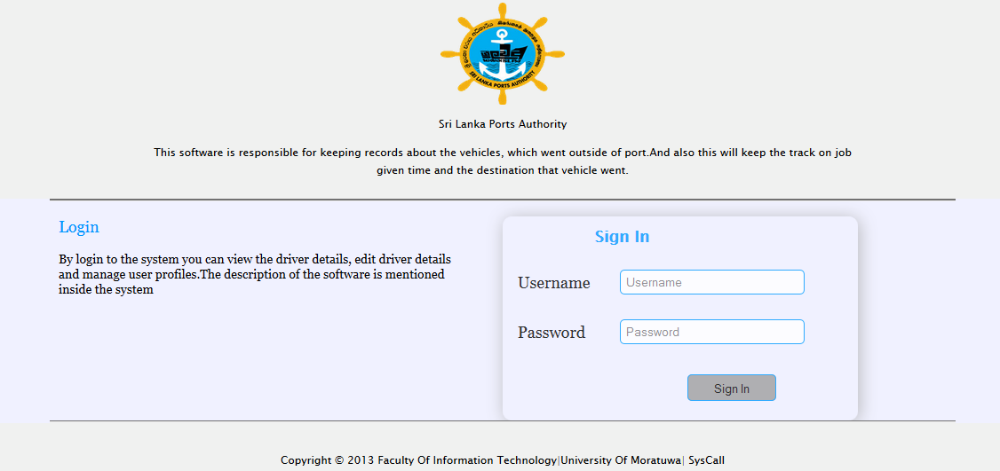 SRI LANKA PORTS AUTHORITY
Sri Lanka Ports Authority
This software is responsible for keeping records about the vehicles, which went outside of port.And also this will keep the track on job
given time and the destination that vehicle went.
Login
By login to the system you can view the driver details, edit driver details
and manage user profiles.The description of the software is mentioned
inside the system
Sign In
Username Username
Password Password
Sign In
Copyright © 2013 Faculty Of Information Technology|University Of Moratuwa| SysCall